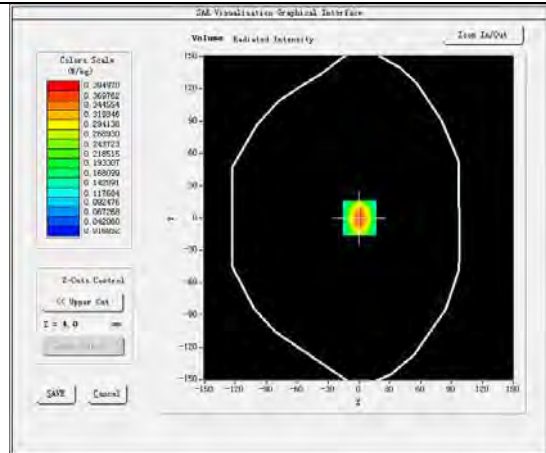 SAR Visualisation Graphical Interface
Volume Radiated Intensity
Zoom In/Out
Colors Scale
(W/kg)
0.394970
0.369762
0.344554
0.319346
0.294138
0.268930
0.243723
0.218515
0.193307
0.168099
0.142891
0.117684
0.092476
0.067268
0.042060
Z-Cuts Control
<< Upper Cut
Z = 4.0 mm
SAVE
Cancel
150
120
90
60
30
0
-30
-60
-90
-120
-150
Y
-150 -120 -90 -60 -30 0 30 60 90 120 150
X